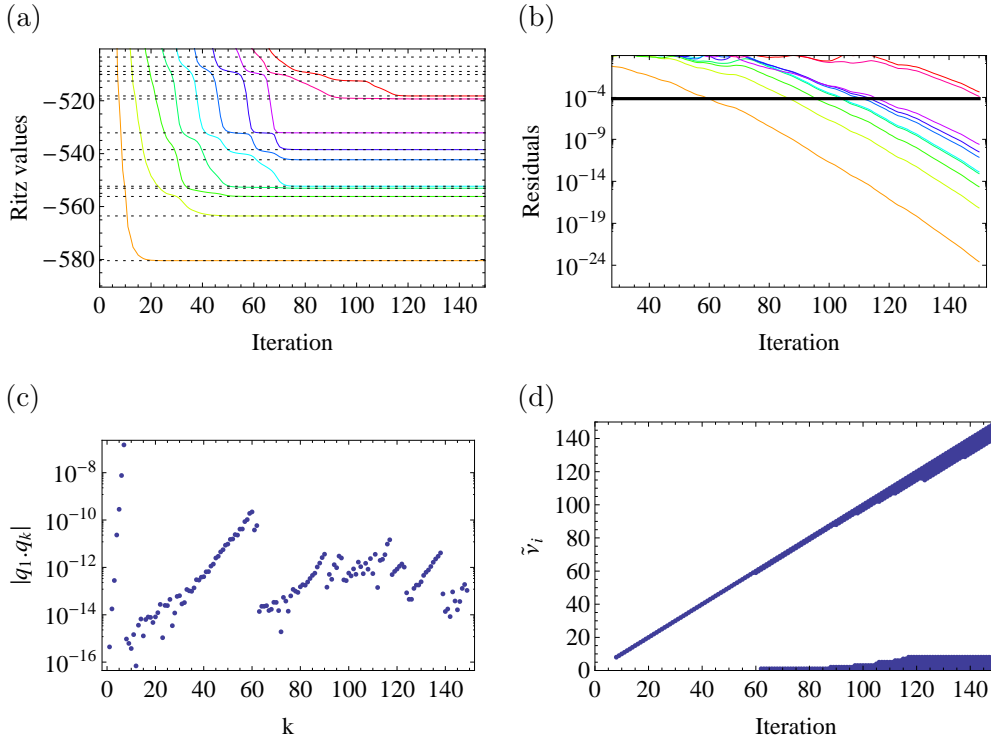 (a)
(b)
Ritz values
−520
−540
−560
−580
0 20 40 60 80 100 120 140
Iteration
Residuals
10⁻⁴
10⁻⁹
10⁻¹⁴
10⁻¹⁹
10⁻²⁴
40 60 80 100 120 140
Iteration
(c)
(d)
|q₁.qₖ|
10⁻⁸
10⁻¹⁰
10⁻¹²
10⁻¹⁴
10⁻¹⁶
0 20 40 60 80 100 120 140
k
ṽᵢ
140
120
100
80
60
40
20
0
0 20 40 60 80 100 120 140
Iteration